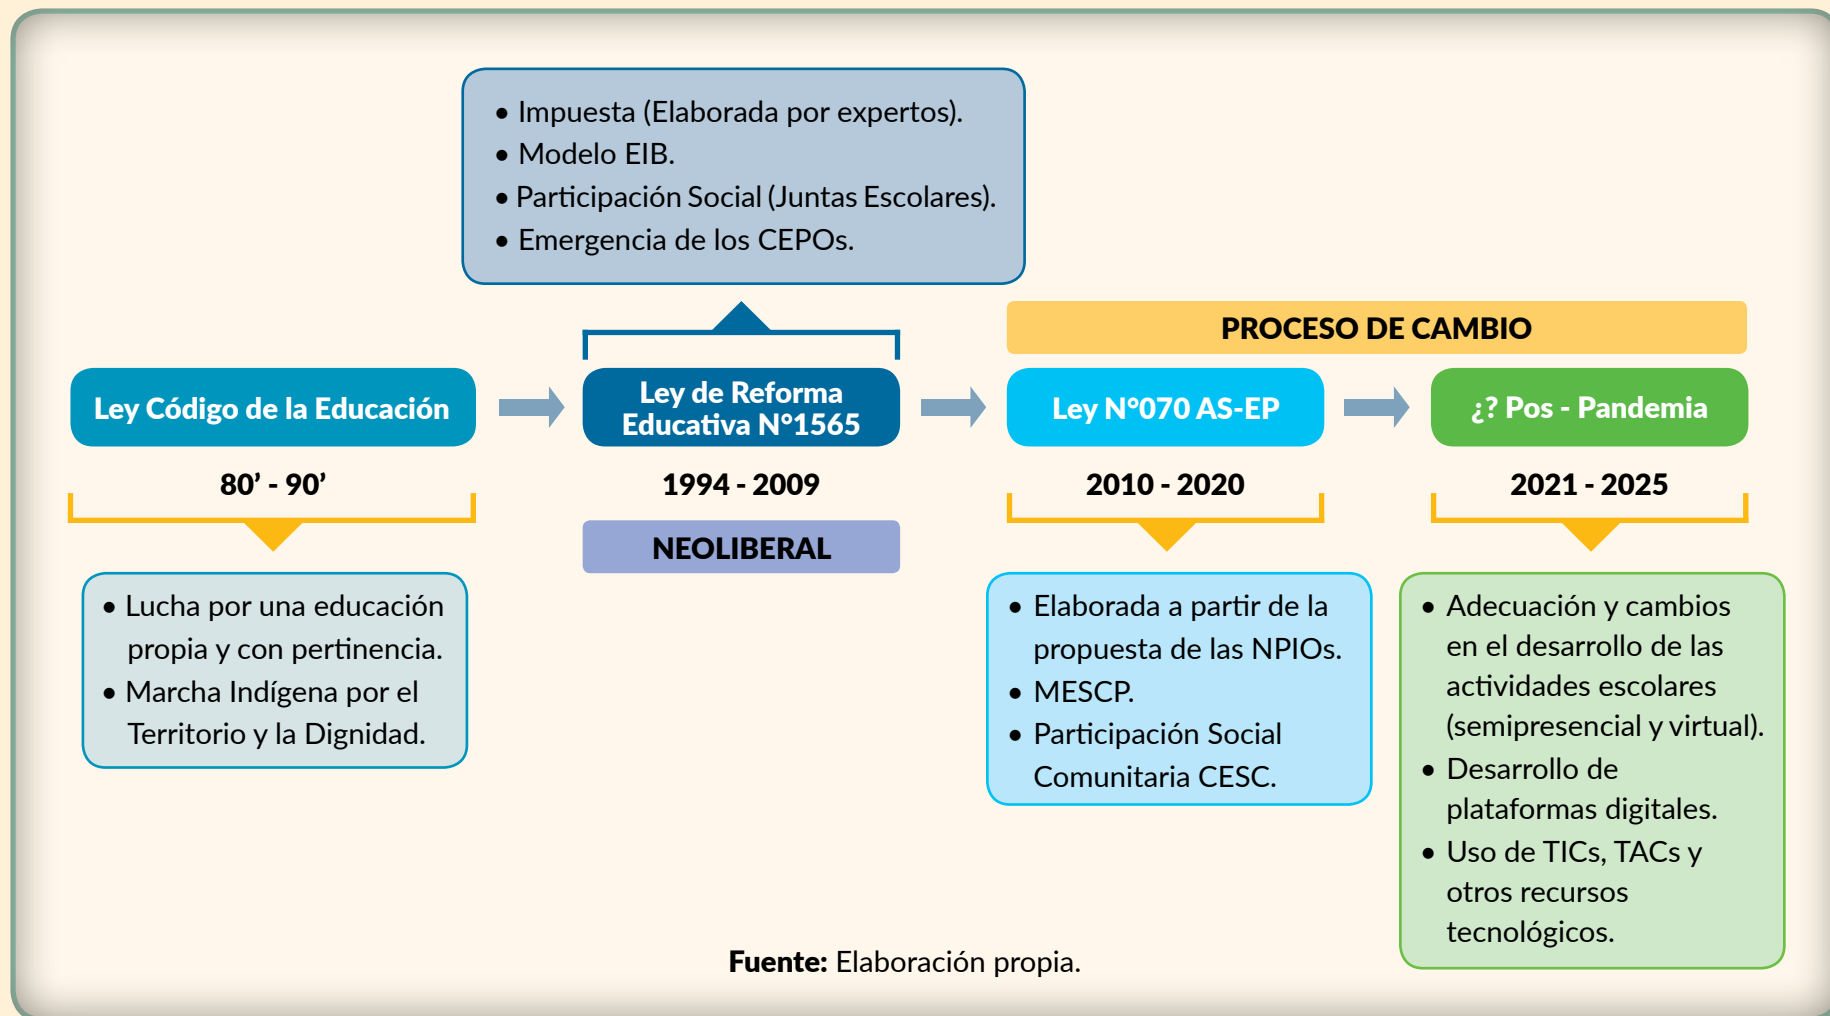 • Impuesta (Elaborada por expertos).
• Modelo EIB.
• Participación Social (Juntas Escolares).
• Emergencia de los CEPOs.
PROCESO DE CAMBIO
Ley Código de la Educación
Ley de Reforma
Educativa N°1565
Ley N°070 AS-EP
¿? Pos - Pandemia
80’ - 90’
1994 - 2009
2010 - 2020
2021 - 2025
NEOLIBERAL
• Lucha por una educación
propia y con pertinencia.
• Marcha Indígena por el
Territorio y la Dignidad.
• Elaborada a partir de la
propuesta de las NPIOs.
• MESCP.
• Participación Social
Comunitaria CESC.
• Adecuación y cambios
en el desarrollo de las
actividades escolares
(semipresencial y virtual).
• Desarrollo de
plataformas digitales.
• Uso de TICs, TACs y
otros recursos
tecnológicos.
Fuente: Elaboración propia.